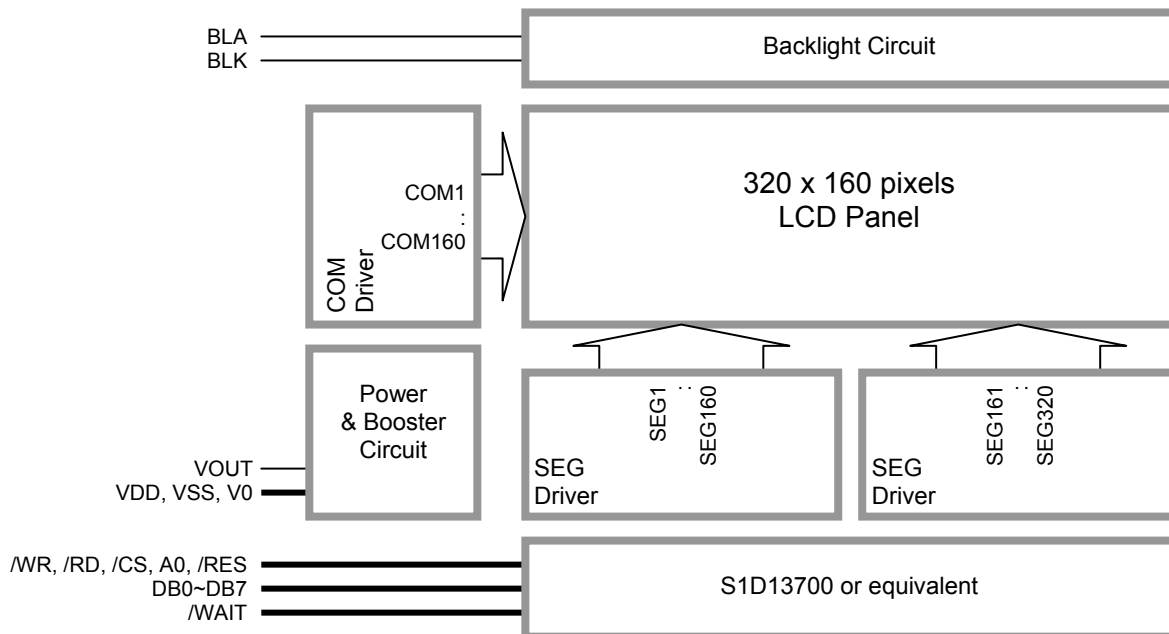 BLA
BLK
Backlight Circuit
COM1
:
COM160
COM
Driver
320 x 160 pixels
LCD Panel
Power
& Booster
Circuit
VOUT
VDD, VSS, V0
SEG1
:
SEG160
SEG
Driver
SEG161
:
SEG320
SEG
Driver
/WR, /RD, /CS, A0, /RES
DB0~DB7
/WAIT
S1D13700 or equivalent